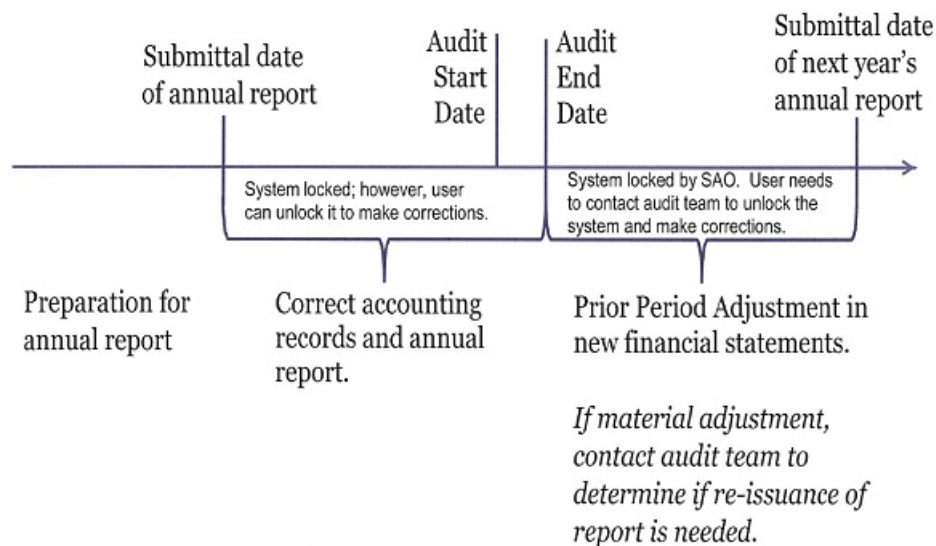 Submittal date
of annual report
Audit
Start
Date
Audit
End
Date
Submittal date
of next year's
annual report
System locked; however, user
can unlock it to make corrections.
System locked by SAO. User needs
to contact audit team to unlock the
system and make corrections.
Preparation for
annual report
Correct accounting
records and annual
report.
Prior Period Adjustment in
new financial statements.
If material adjustment,
contact audit team to
determine if re-issuance of
report is needed.